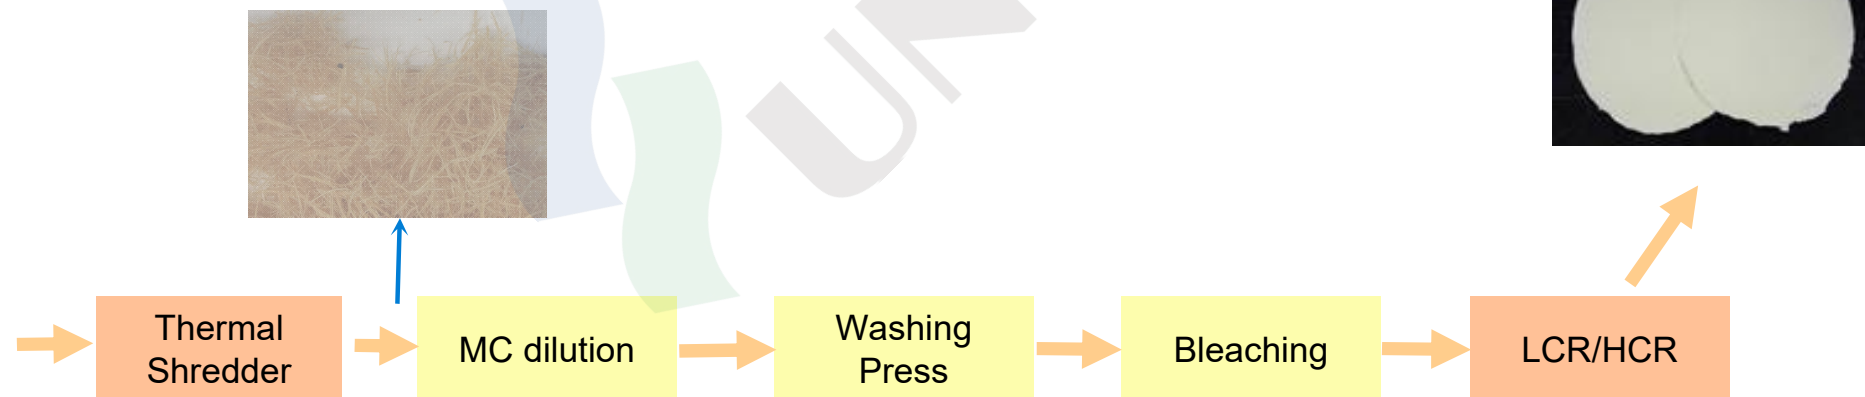 Thermal
Shredder
MC dilution
Washing
Press
Bleaching
LCR/HCR